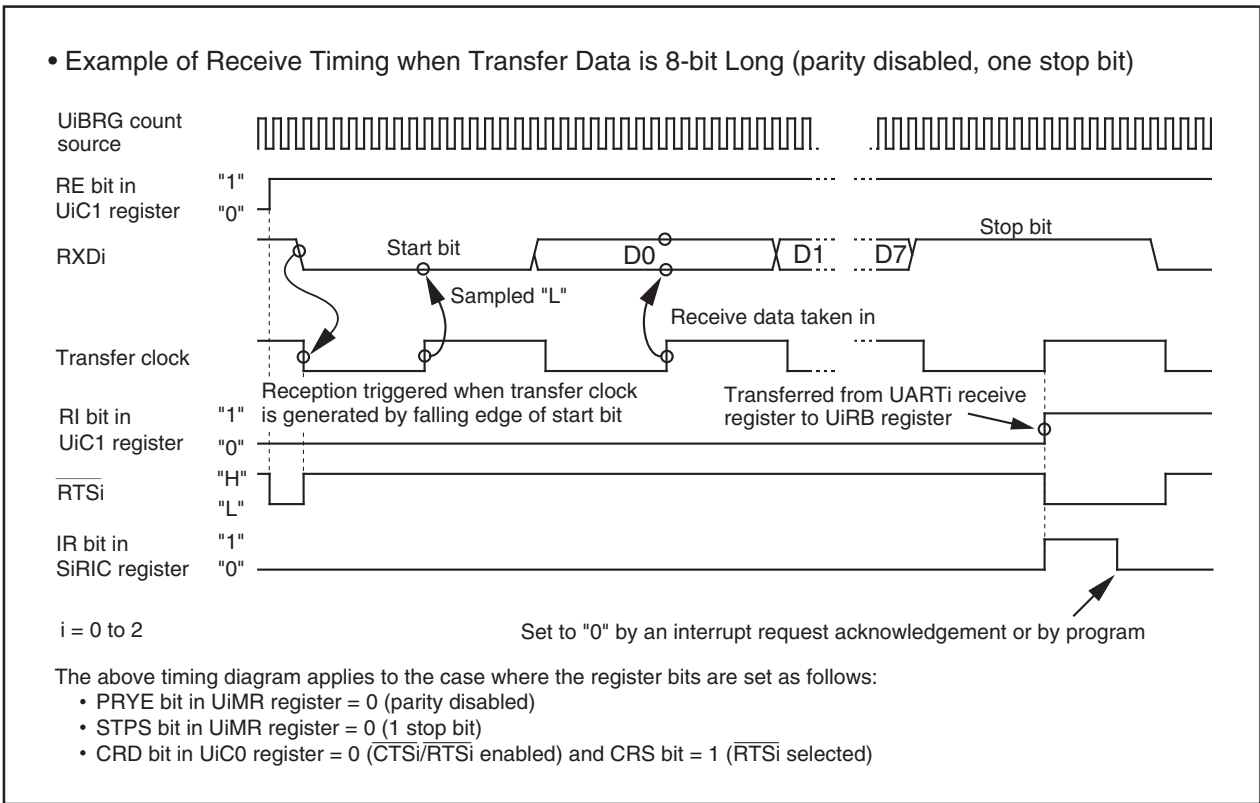 • Example of Receive Timing when Transfer Data is 8-bit Long (parity disabled, one stop bit)
UiBRG count
source
RE bit in
UiC1 register
"1"
"0"
RXDi
Start bit
D0
D1
D7
Stop bit
Sampled "L"
Receive data taken in
Transfer clock
Reception triggered when transfer clock
is generated by falling edge of start bit
Transferred from UARTi receive
register to UiRB register
RI bit in
UiC1 register
"1"
"0"
RTSi
"H"
"L"
IR bit in
SiRIC register
"1"
"0"
i = 0 to 2
Set to "0" by an interrupt request acknowledgement or by program
The above timing diagram applies to the case where the register bits are set as follows:
• PRYE bit in UiMR register = 0 (parity disabled)
• STPS bit in UiMR register = 0 (1 stop bit)
• CRD bit in UiC0 register = 0 (CTSi/RTSi enabled) and CRS bit = 1 (RTSi selected)